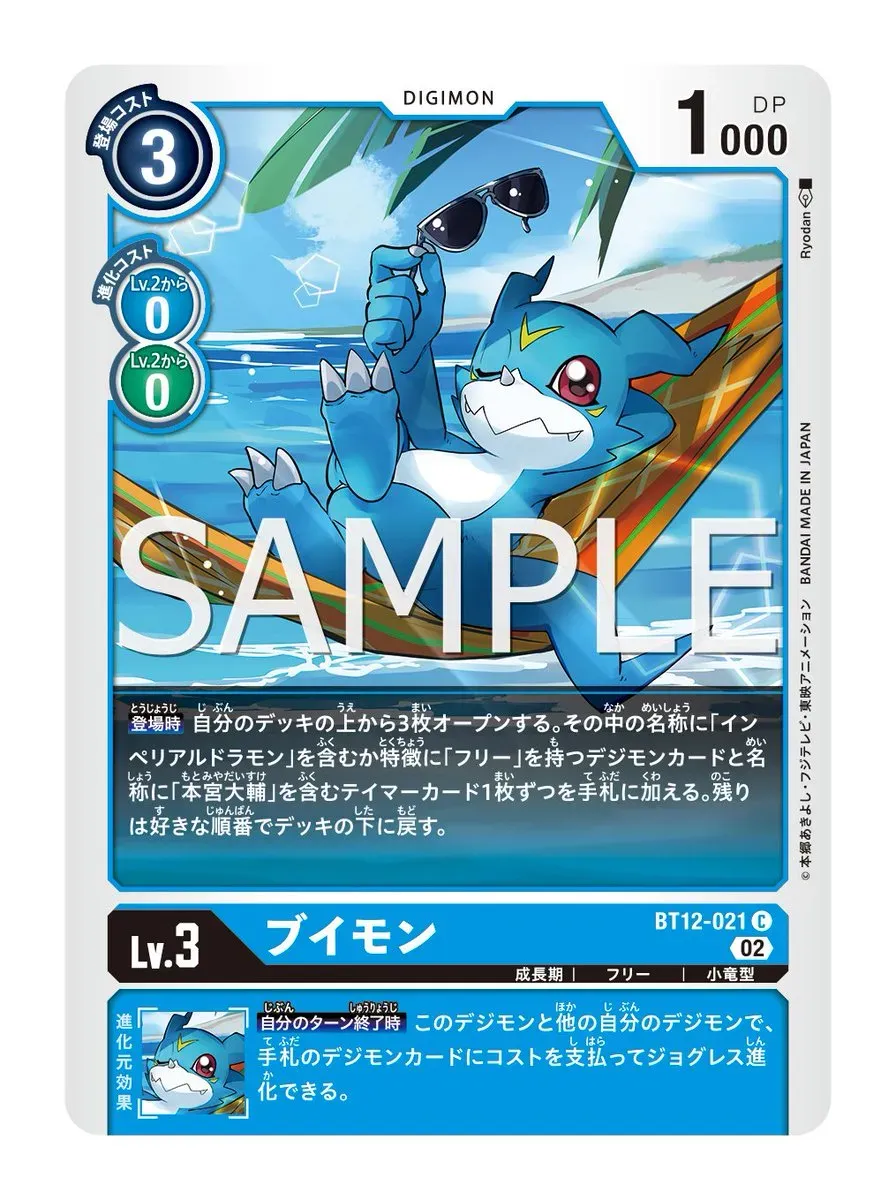 DIGIMON
登場コスト
3
1000
DP
進化コスト
Lv.2から
0
Lv.2から
0
Ryodan
SAMPLE
登場時 自分のデッキの上から3枚オープンする。その中の名称に「イン
ペリアルドラモン」を含むか特徴に「フリー」を持つデジモンカードと名
称に「本宮大輔」を含むテイマーカード1枚ずつを手札に加える。残り
は好きな順番でデッキの下に戻す。
©本郷あきよし・フジテレビ・東映アニメーション BANDAI MADE IN JAPAN
Lv.3
ブイモン
BT12-021 C
02
成長期 | フリー | 小竜型
進化元効果
自分のターン終了時 このデジモンと他の自分のデジモンで、
手札のデジモンカードにコストを支払ってジョグレス進
化できる。